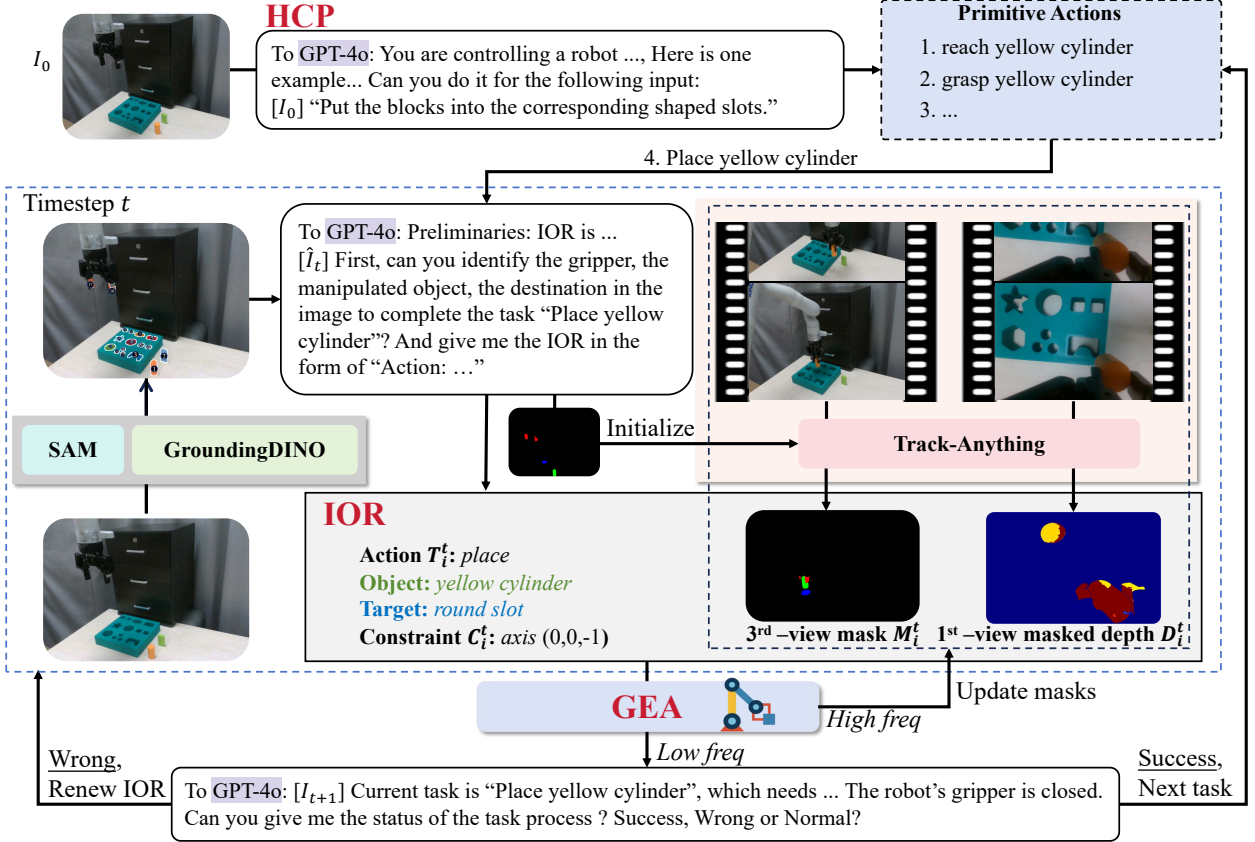 HCP
I₀
To GPT-4o: You are controlling a robot ..., Here is one
example... Can you do it for the following input:
[I₀] “Put the blocks into the corresponding shaped slots.”
Primitive Actions
1. reach yellow cylinder
2. grasp yellow cylinder
3. ...
4. Place yellow cylinder
Timestep t
To GPT-4o: Preliminaries: IOR is ...
[Îₜ] First, can you identify the gripper, the
manipulated object, the destination in the
image to complete the task “Place yellow
cylinder”? And give me the IOR in the
form of “Action: …”
SAM
GroundingDINO
Initialize
Track-Anything
IOR
Action Tᵢᵗ: place
Object: yellow cylinder
Target: round slot
Constraint Cᵢᵗ: axis (0,0,-1)
3rd –view mask Mᵢᵗ
1st –view masked depth Dᵢᵗ
GEA
High freq
Update masks
Low freq
Wrong,
Renew IOR
Success,
Next task
To GPT-4o: [Iₜ₊₁] Current task is “Place yellow cylinder”, which needs ... The robot’s gripper is closed.
Can you give me the status of the task process ? Success, Wrong or Normal?